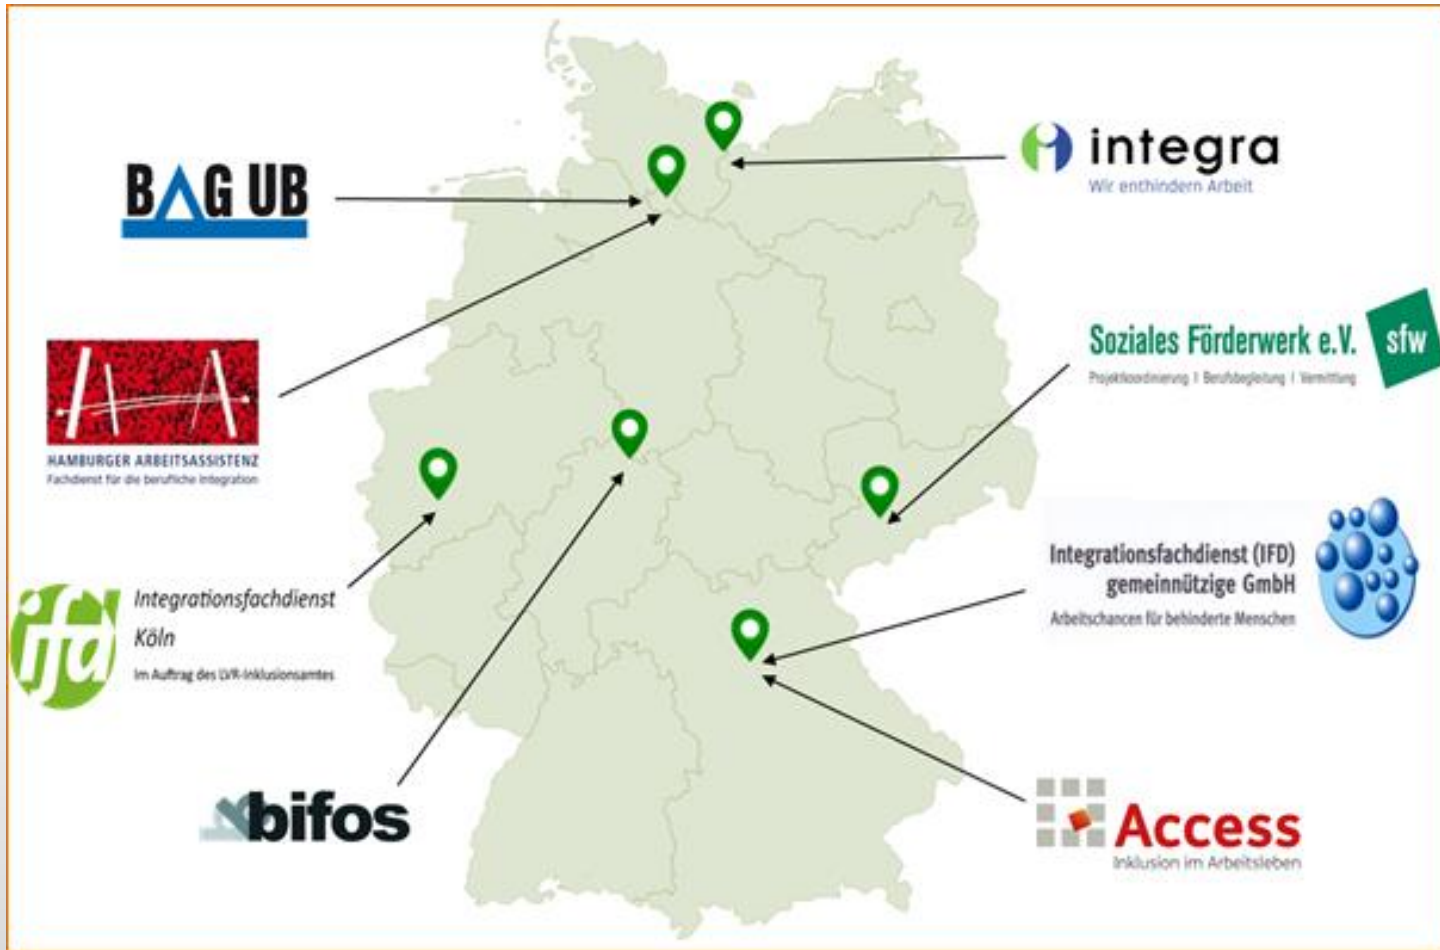 BAG UB
HAMBURGER ARBEITSASSISTENZ
Fachdienst für die berufliche Integration
ifd
Integrationsfachdienst
Köln
Im Auftrag des LVR-Inklusionsamtes
bifos
integra
Wir enthindern Arbeit
Soziales Förderwerk e.V.
sfw
Projektkoordinierung I Berufsbegleitung I Vermittlung
Integrationsfachdienst (IFD)
gemeinnützige GmbH
Arbeitschancen für behinderte Menschen
Access
Inklusion im Arbeitsleben